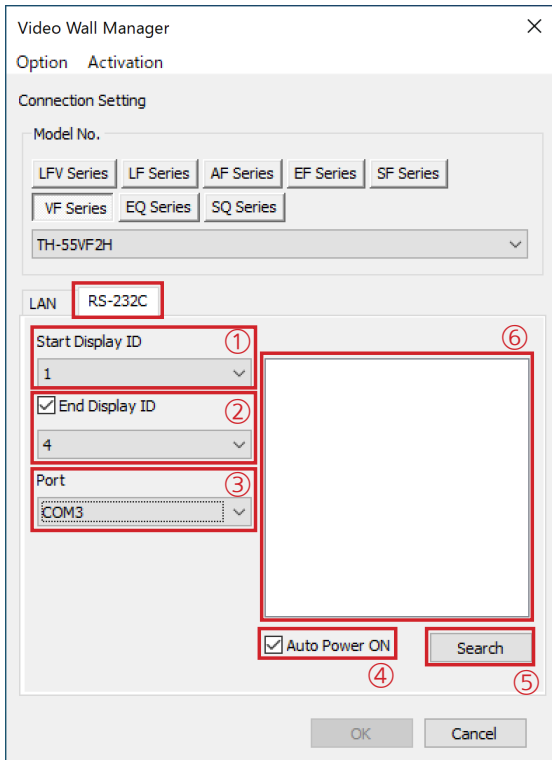 Video Wall Manager
Option Activation
Connection Setting
Model No.
LFV Series LF Series AF Series EF Series SF Series
VF Series EQ Series SQ Series
TH-55VF2H
LAN RS-232C
Start Display ID ①
1
⑥
End Display ID ②
4
Port ③
COM3
Auto Power ON ④
Search ⑤
OK Cancel